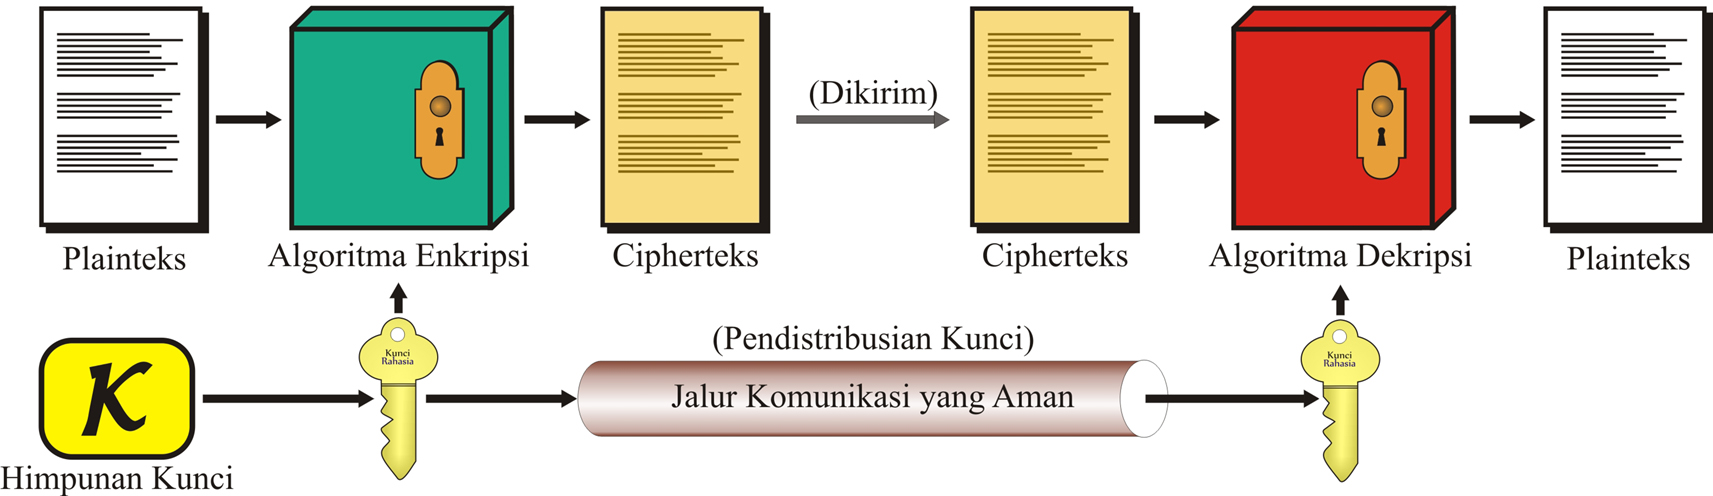 (Dikirim)
Plainteks
Algoritma Enkripsi
Cipherteks
Cipherteks
Algoritma Dekripsi
Plainteks
(Pendistribusian Kunci)
Kunci
Rahasia
Kunci
Rahasia
K
Jalur Komunikasi yang Aman
Himpunan Kunci